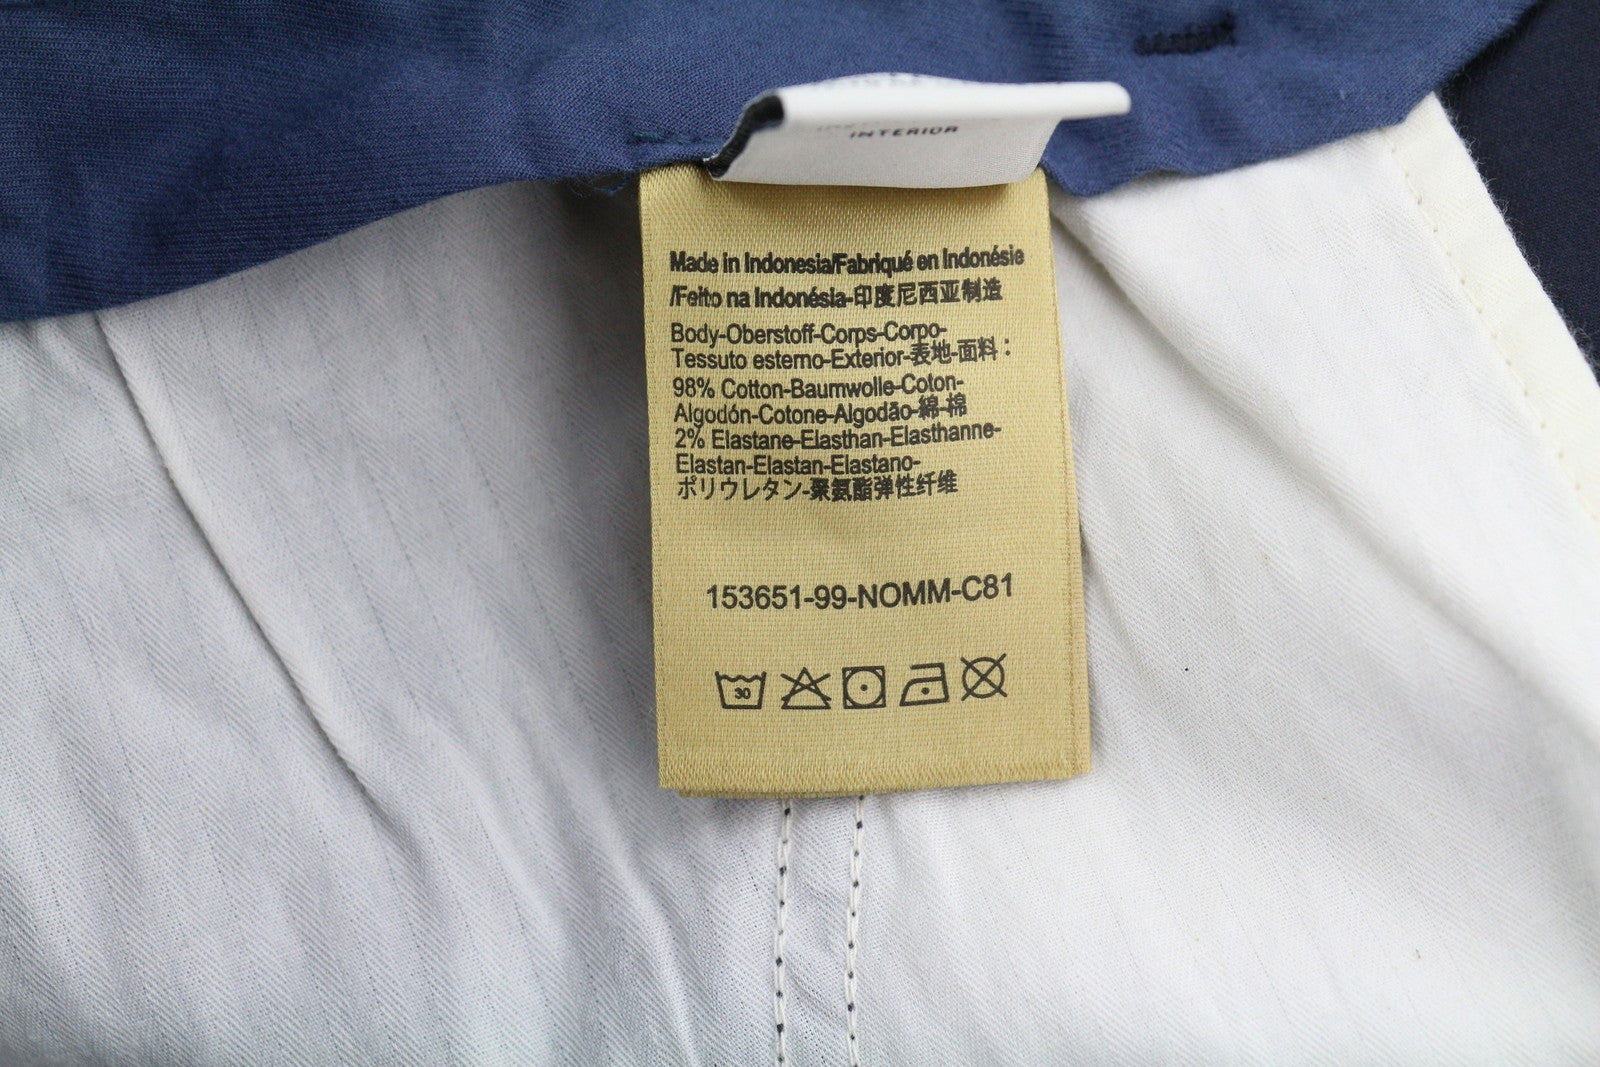 INTERIOR
Made in Indonesia/Fabriqué en Indonésie
/Feito na Indonésia-印度尼西亚制造
Body-Oberstoff-Corps-Corpo-
Tessuto esterno-Exterior-表地-面料：
98% Cotton-Baumwolle-Coton-
Algodón-Cotone-Algodão-綿-棉
2% Elastane-Elasthan-Elasthanne-
Elastan-Elastan-Elastano-
ポリウレタン-聚氨酯弹性纤维
153651-99-NOMM-C81
30